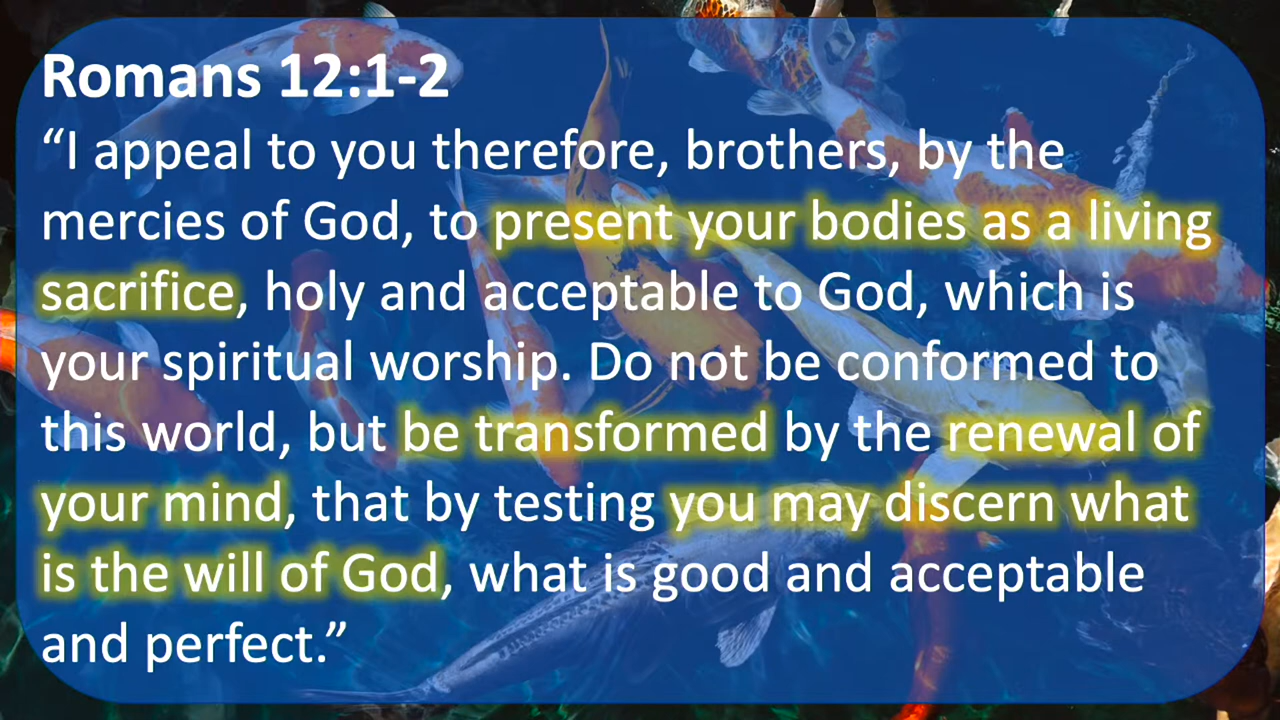 Romans 12:1-2
“I appeal to you therefore, brothers, by the
mercies of God, to present your bodies as a living
sacrifice, holy and acceptable to God, which is
your spiritual worship. Do not be conformed to
this world, but be transformed by the renewal of
your mind, that by testing you may discern what
is the will of God, what is good and acceptable
and perfect.”